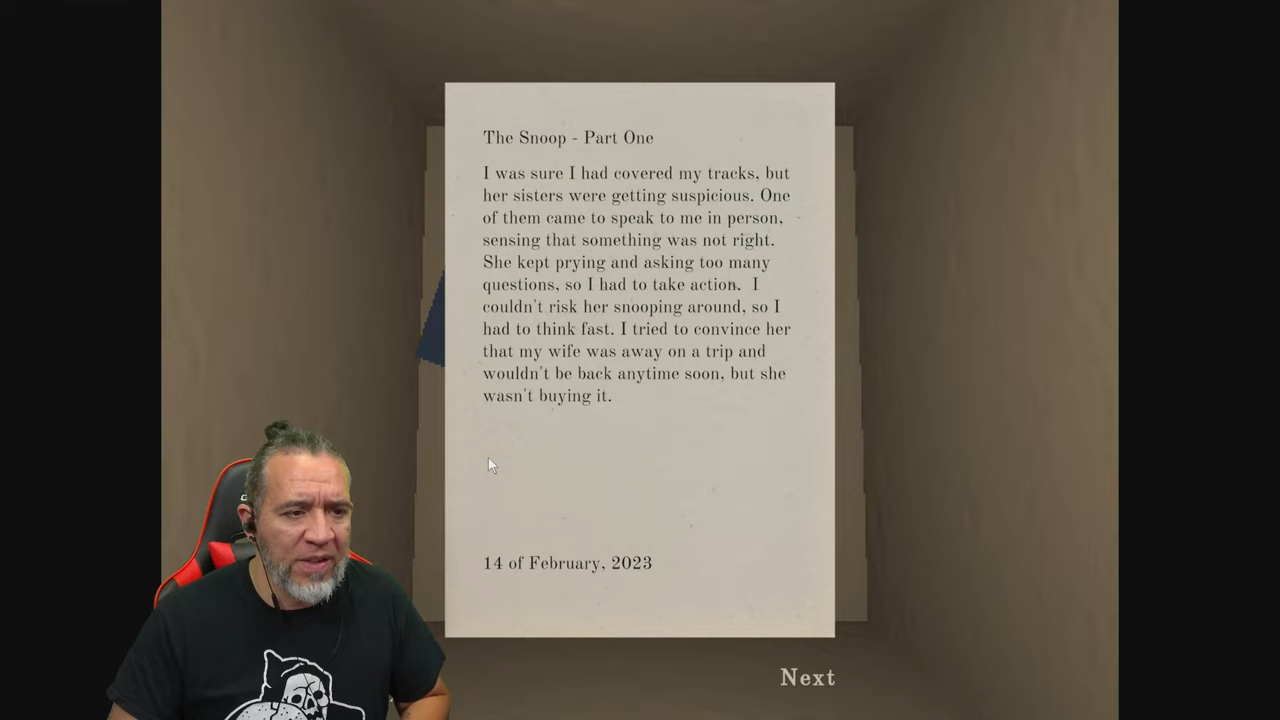 The Snoop - Part One
I was sure I had covered my tracks, but
her sisters were getting suspicious. One
of them came to speak to me in person,
sensing that something was not right.
She kept prying and asking too many
questions, so I had to take action.  I
couldn't risk her snooping around, so I
had to think fast. I tried to convince her
that my wife was away on a trip and
wouldn't be back anytime soon, but she
wasn't buying it.
14 of February, 2023
Next